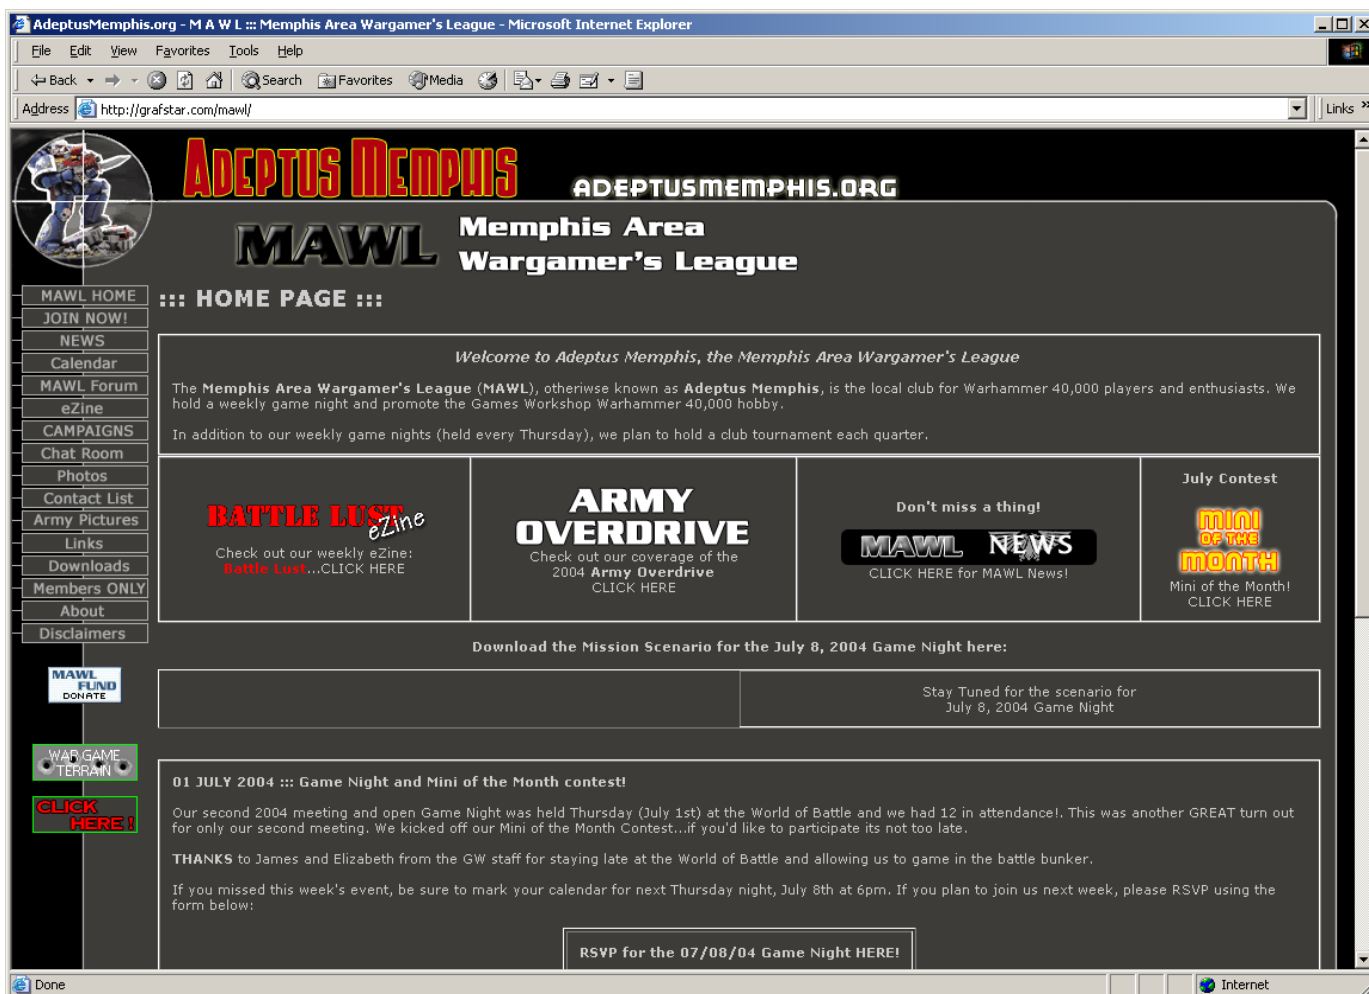 AdeptusMemphis.org - M A W L ::: Memphis Area Wargamer's League - Microsoft Internet Explorer
File Edit View Favorites Tools Help
Back Search Favorites Media
Address http://grafstar.com/mawl/ Links »
ADEPTUS MEMPHIS ADEPTUSMEMPHIS.ORG
MAWL Memphis Area
Wargamer's League
MAWL HOME
JOIN NOW!
NEWS
Calendar
MAWL Forum
eZine
CAMPAIGNS
Chat Room
Photos
Contact List
Army Pictures
Links
Downloads
Members ONLY
About
Disclaimers
MAWL
FUND
DONATE
WAR GAME
TERRAIN
CLICK
HERE!
::: HOME PAGE :::
Welcome to Adeptus Memphis, the Memphis Area Wargamer's League
The Memphis Area Wargamer's League (MAWL), otheriwse known as Adeptus Memphis, is the local club for Warhammer 40,000 players and enthusiasts. We
hold a weekly game night and promote the Games Workshop Warhammer 40,000 hobby.
In addition to our weekly game nights (held every Thursday), we plan to hold a club tournament each quarter.
BATTLE LUST
eZine
Check out our weekly eZine:
Battle Lust...CLICK HERE
ARMY
OVERDRIVE
Check out our coverage of the
2004 Army Overdrive
CLICK HERE
Don't miss a thing!
MAWL NEWS
CLICK HERE for MAWL News!
July Contest
MINI
OF THE
MONTH
Mini of the Month!
CLICK HERE
Download the Mission Scenario for the July 8, 2004 Game Night here:
Stay Tuned for the scenario for
July 8, 2004 Game Night
01 JULY 2004 ::: Game Night and Mini of the Month contest!
Our second 2004 meeting and open Game Night was held Thursday (July 1st) at the World of Battle and we had 12 in attendance!. This was another GREAT turn out
for only our second meeting. We kicked off our Mini of the Month Contest...if you'd like to participate its not too late.
THANKS to James and Elizabeth from the GW staff for staying late at the World of Battle and allowing us to game in the battle bunker.
If you missed this week's event, be sure to mark your calendar for next Thursday night, July 8th at 6pm. If you plan to join us next week, please RSVP using the
form below:
RSVP for the 07/08/04 Game Night HERE!
Done Internet